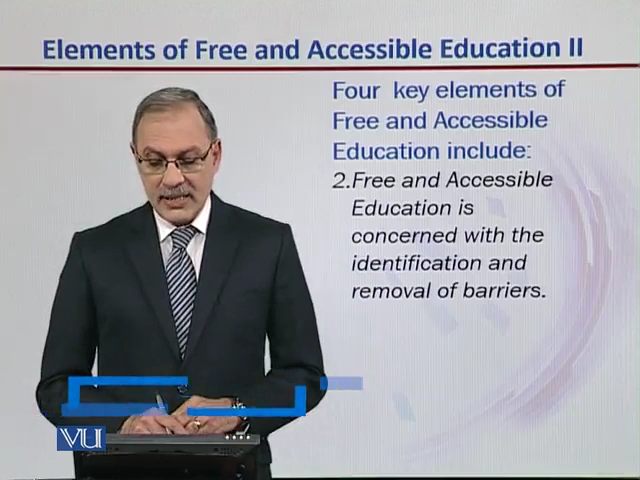 Elements of Free and Accessible Education II
Four key elements of
Free and Accessible
Education include:
2.Free and Accessible
Education is
concerned with the
identification and
removal of barriers.
VU